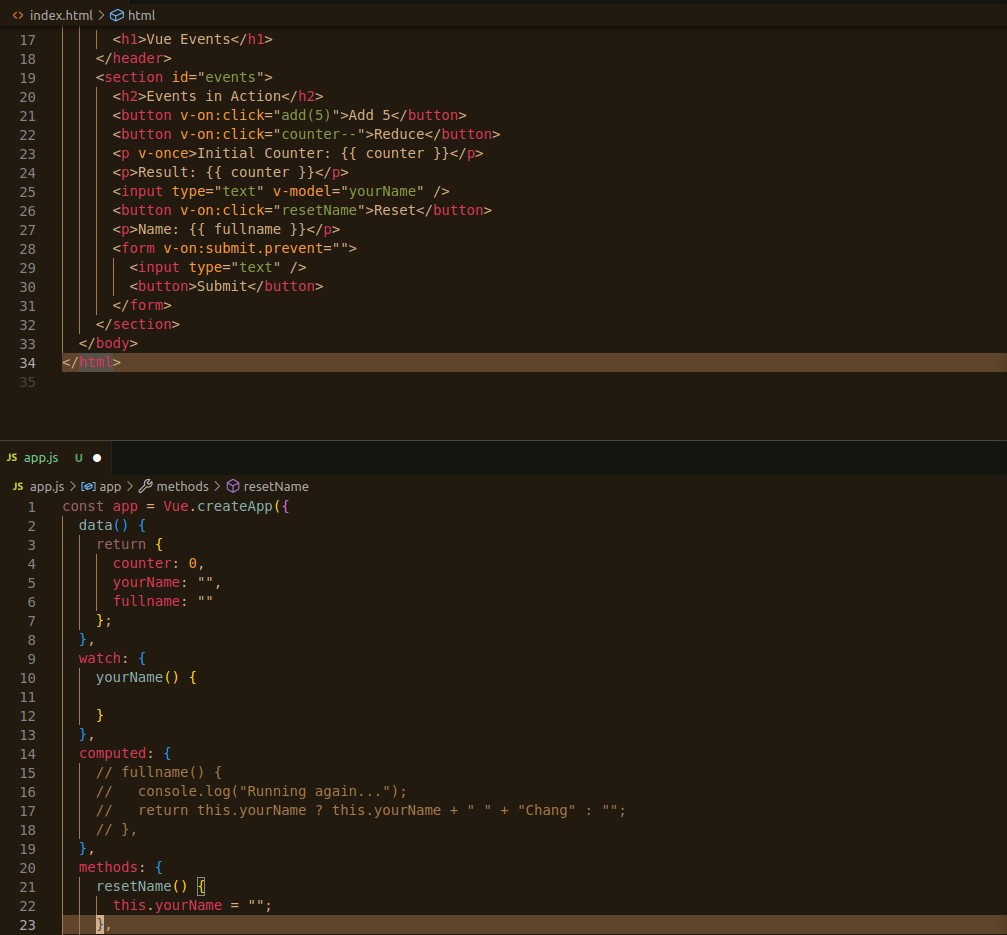 index.html > html
17 <h1>Vue Events</h1>
18 </header>
19 <section id="events">
20 <h2>Events in Action</h2>
21 <button v-on:click="add(5)">Add 5</button>
22 <button v-on:click="counter--">Reduce</button>
23 <p v-once>Initial Counter: {{ counter }}</p>
24 <p>Result: {{ counter }}</p>
25 <input type="text" v-model="yourName" />
26 <button v-on:click="resetName">Reset</button>
27 <p>Name: {{ fullname }}</p>
28 <form v-on:submit.prevent="">
29 <input type="text" />
30 <button>Submit</button>
31 </form>
32 </section>
33 </body>
34 </html>
35
JS app.js U
JS app.js > app > methods > resetName
1 const app = Vue.createApp({
2 data() {
3 return {
4 counter: 0,
5 yourName: "",
6 fullname: ""
7 };
8 },
9 watch: {
10 yourName() {
11
12 }
13 },
14 computed: {
15 // fullname() {
16 //   console.log("Running again...");
17 //   return this.yourName ? this.yourName + " " + "Chang" : "";
18 // },
19 },
20 methods: {
21 resetName() {
22 this.yourName = "";
23 },